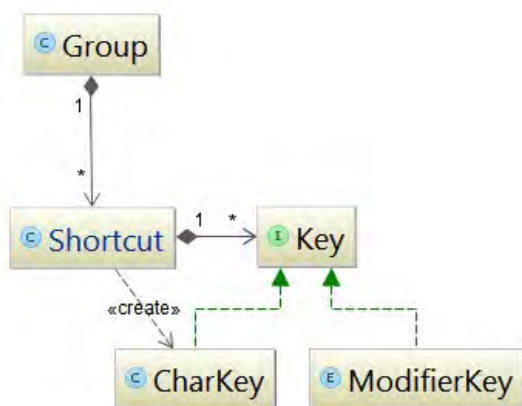 C Group
1
*
C Shortcut
1 *
I Key
«create»
C CharKey
E ModifierKey